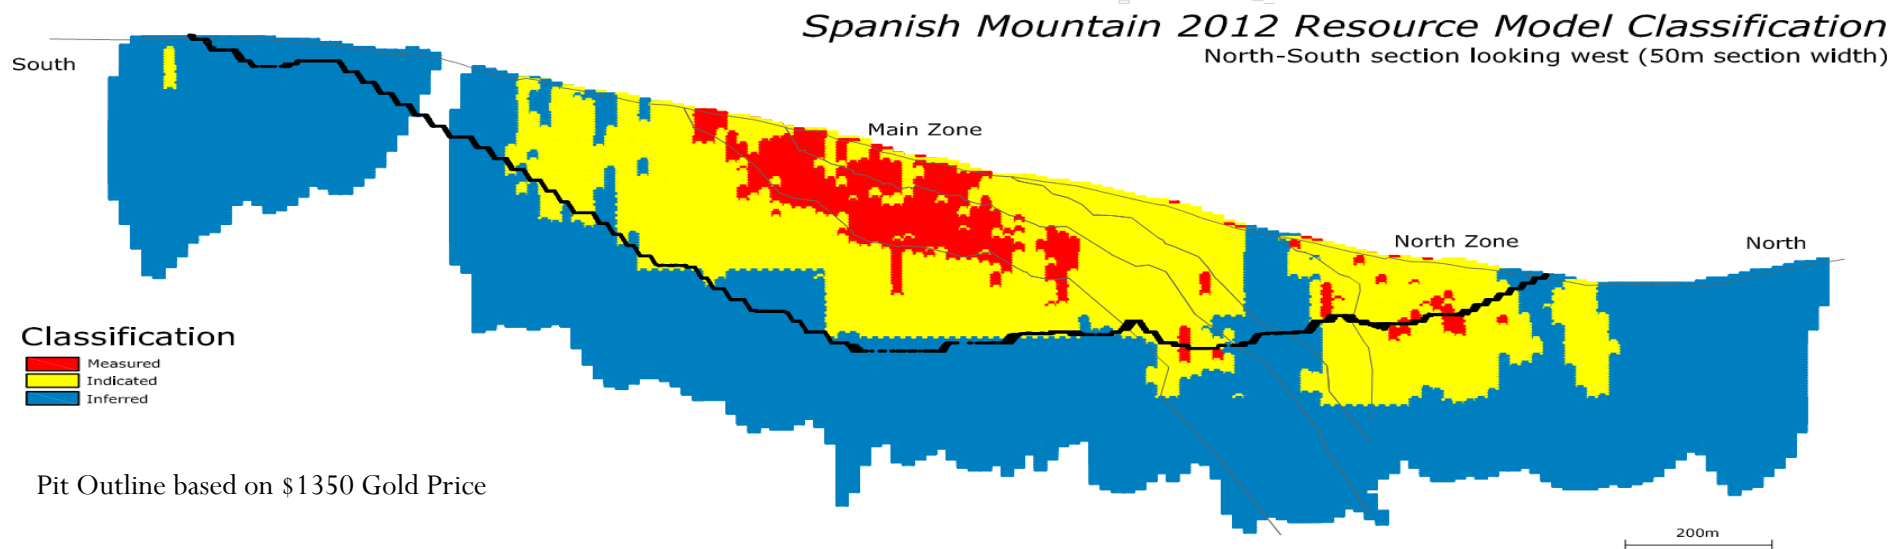 Spanish Mountain 2012 Resource Model Classification
North-South section looking west (50m section width)
South
Main Zone
North Zone
North
Classification
Measured
Indicated
Inferred
Pit Outline based on $1350 Gold Price
200m